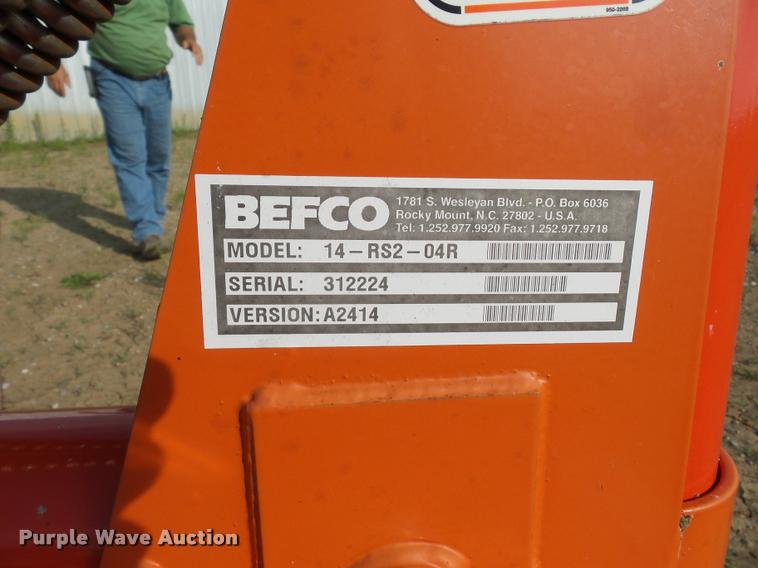 950-2268
BEFCO
1781 S. Wesleyan Blvd. - P.O. Box 6036
Rocky Mount, N.C. 27802 - U.S.A.
Tel: 1.252.977.9920 Fax: 1.252.977.9718
MODEL: 14-RS2-04R
SERIAL: 312224
VERSION: A2414
Purple Wave Auction